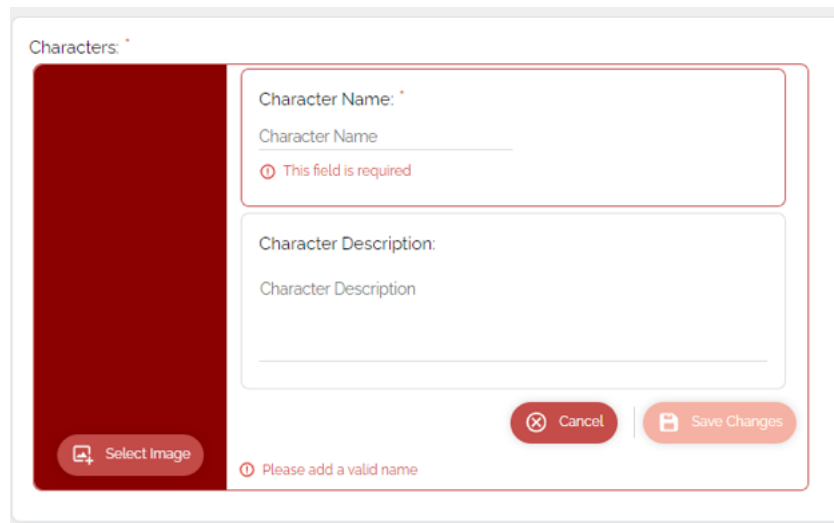 Characters: *
Character Name: *
Character Name
This field is required
Character Description:
Character Description
Cancel
Save Changes
Select Image
Please add a valid name